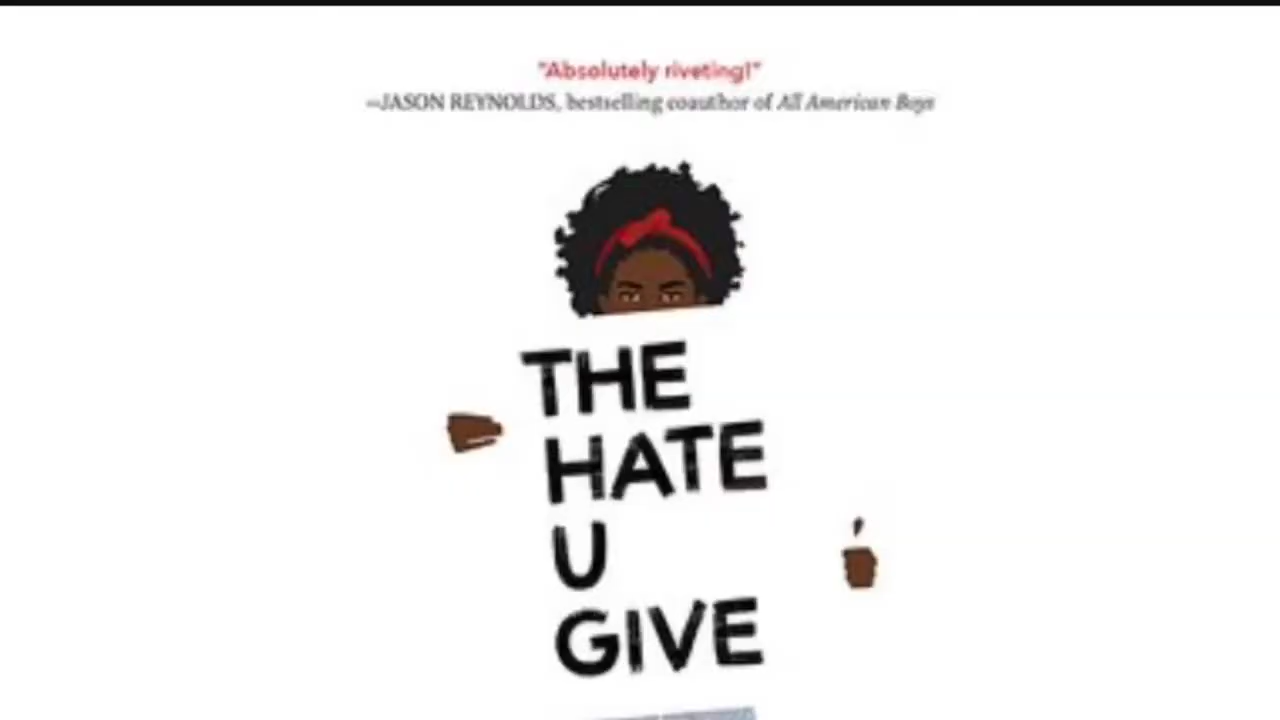 "Absolutely riveting!"
—JASON REYNOLDS, bestselling coauthor of All American Boys
THE
HATE
U
GIVE